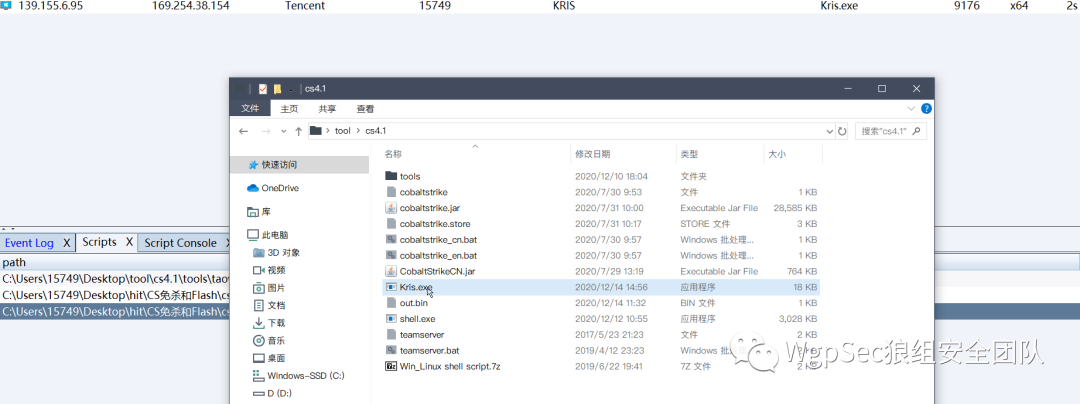 139.155.6.95 169.254.38.154 Tencent 15749 KRIS Kris.exe 9176 x64 2s
cs4.1
文件 主页 共享 查看
tool > cs4.1 搜索"cs4.1"
名称 修改日期 类型 大小
快速访问
OneDrive
库
此电脑
3D 对象
视频
图片
文档
下载
音乐
桌面
Windows-SSD (C:)
D (D:)
tools 2020/12/10 18:04 文件夹
cobaltstrike 2020/7/30 9:53 文件 1 KB
cobaltstrike.jar 2020/7/31 10:00 Executable Jar File 28,585 KB
cobaltstrike.store 2020/7/31 10:17 STORE 文件 3 KB
cobaltstrike_cn.bat 2020/7/30 9:57 Windows 批处理... 1 KB
cobaltstrike_en.bat 2020/7/30 9:57 Windows 批处理... 1 KB
CobaltStrikeCN.jar 2020/7/29 13:19 Executable Jar File 764 KB
Kris.exe 2020/12/14 14:56 应用程序 18 KB
out.bin 2020/12/14 11:32 BIN 文件 1 KB
shell.exe 2020/12/12 10:55 应用程序 3,028 KB
teamserver 2017/5/23 21:23 文件 2 KB
teamserver.bat 2019/4/12 23:23 Windows 批
Win_Linux shell script.7z 2019/6/22 19:41 7Z 文件 2 KB
Event Log X Scripts X Script Console X
path
C:\Users\15749\Desktop\tool\cs4.1\tools\tao
C:\Users\15749\Desktop\hit\CS免杀和Flash\cs
C:\Users\15749\Desktop\hit\CS免杀和Flash\cs
WgpSec狼组安全团队